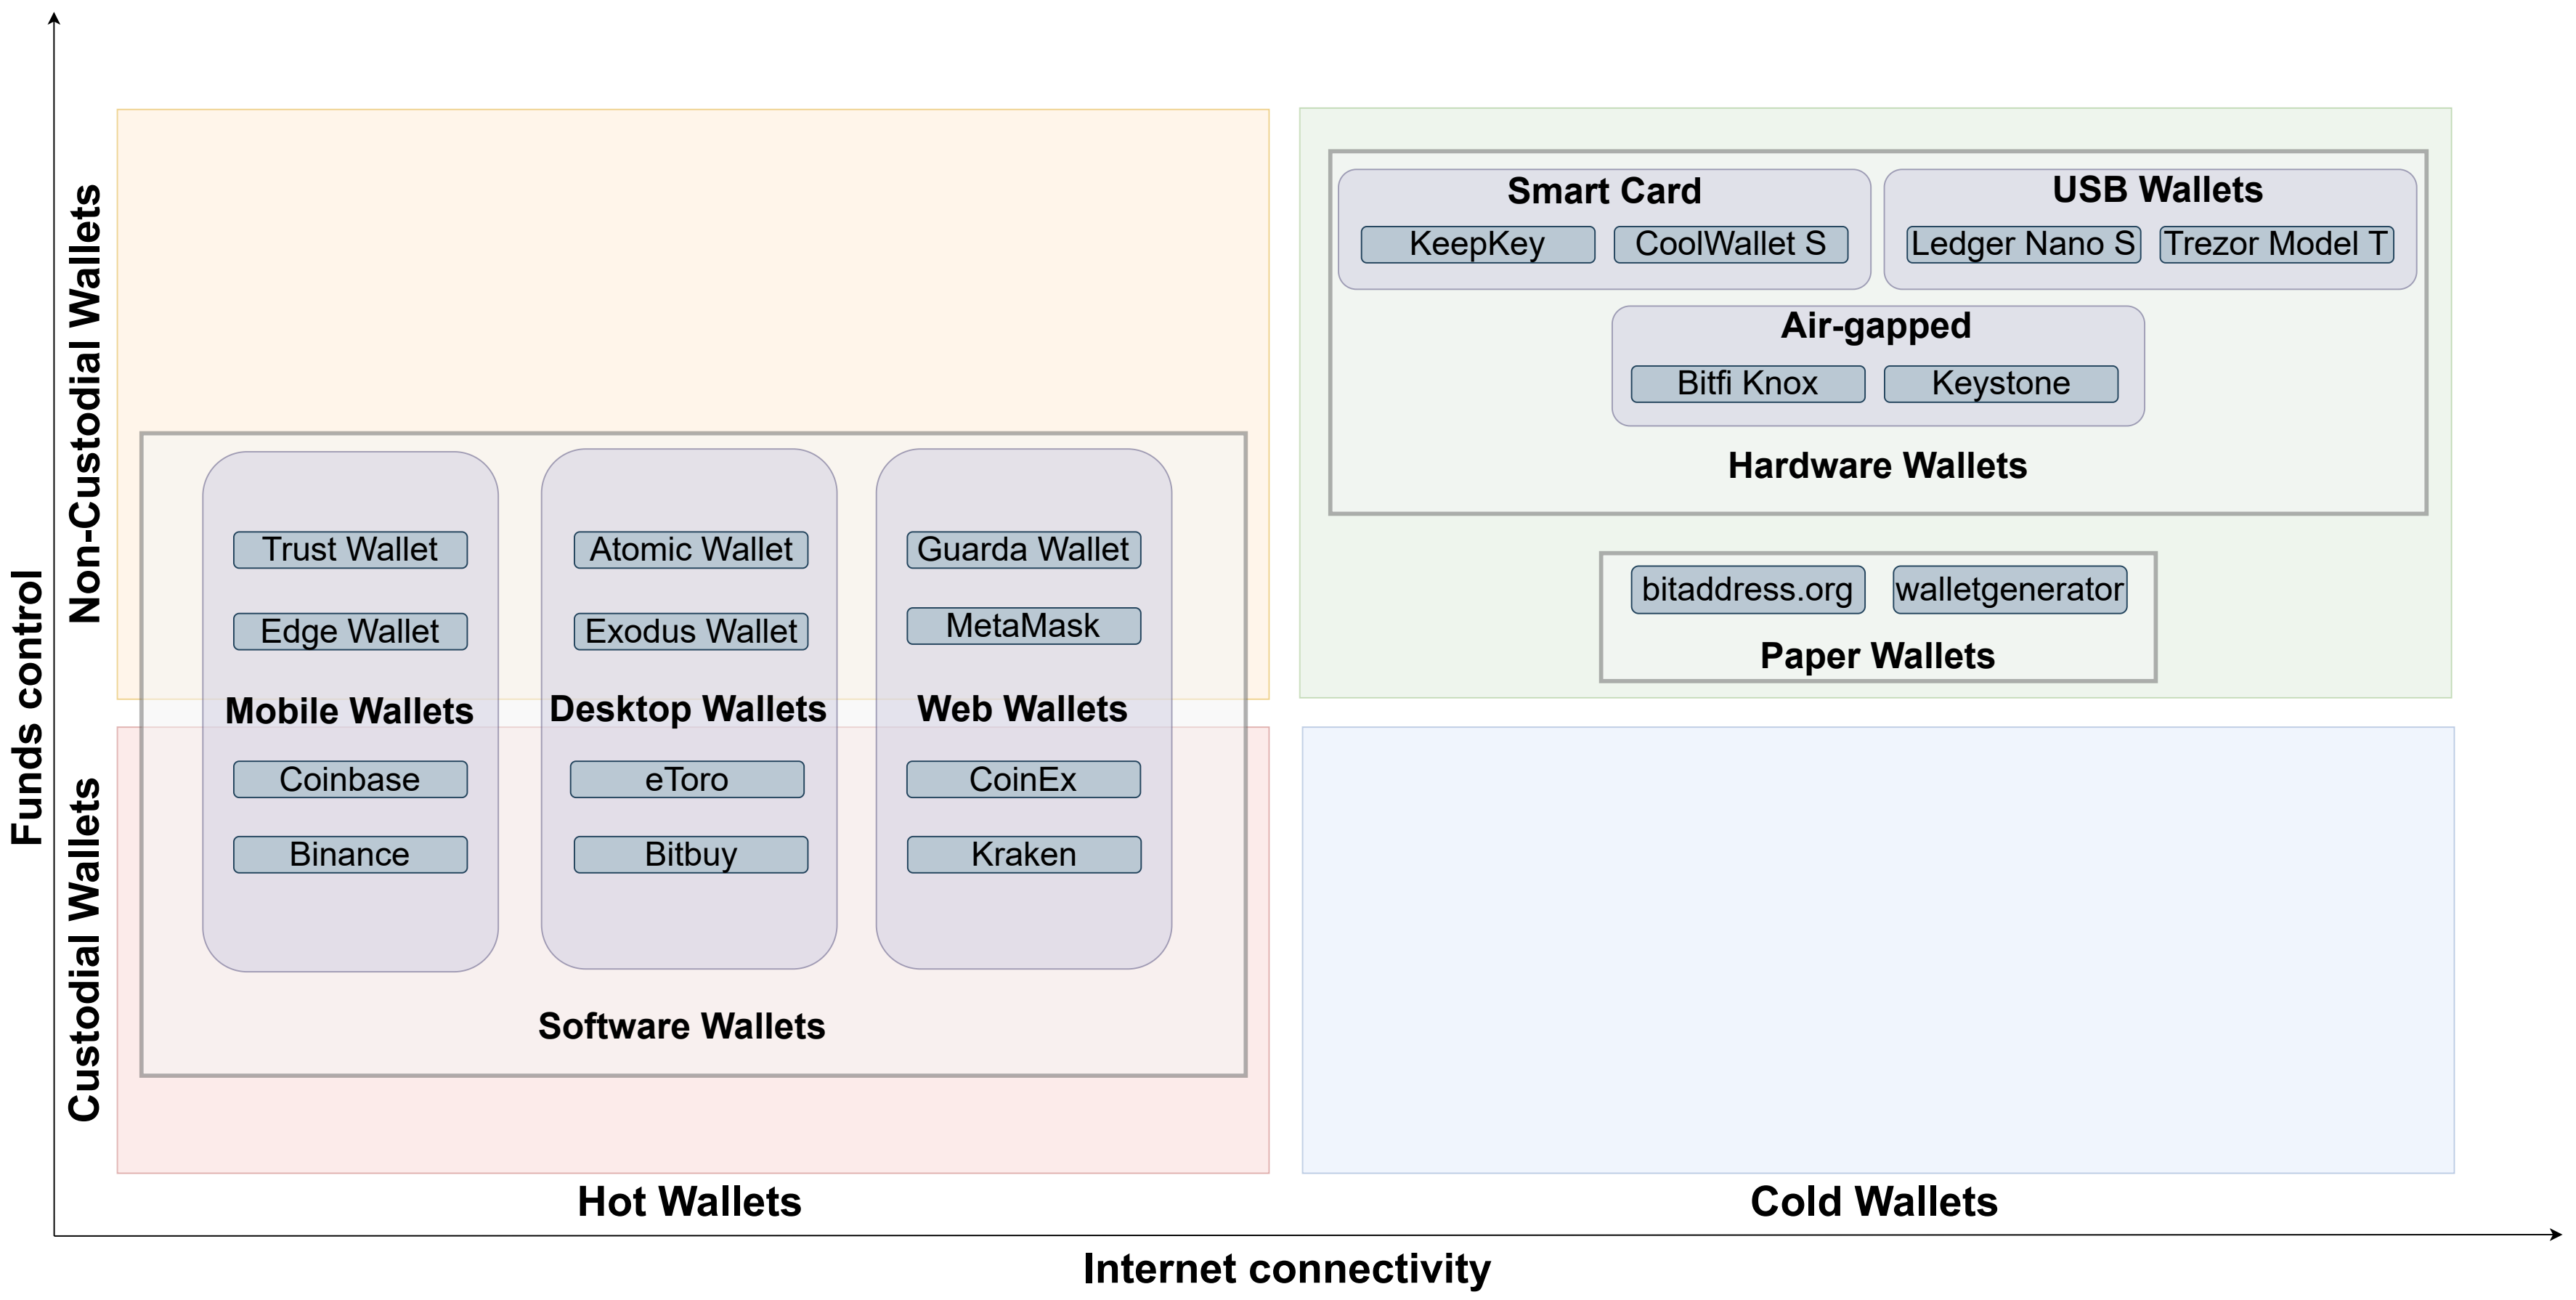 Funds control
Non-Custodial Wallets
Custodial Wallets
Smart Card
KeepKey
CoolWallet S
USB Wallets
Ledger Nano S
Trezor Model T
Air-gapped
Bitfi Knox
Keystone
Hardware Wallets
bitaddress.org
walletgenerator
Paper Wallets
Trust Wallet
Edge Wallet
Mobile Wallets
Coinbase
Binance
Atomic Wallet
Exodus Wallet
Desktop Wallets
eToro
Bitbuy
Guarda Wallet
MetaMask
Web Wallets
CoinEx
Kraken
Software Wallets
Hot Wallets
Cold Wallets
Internet connectivity